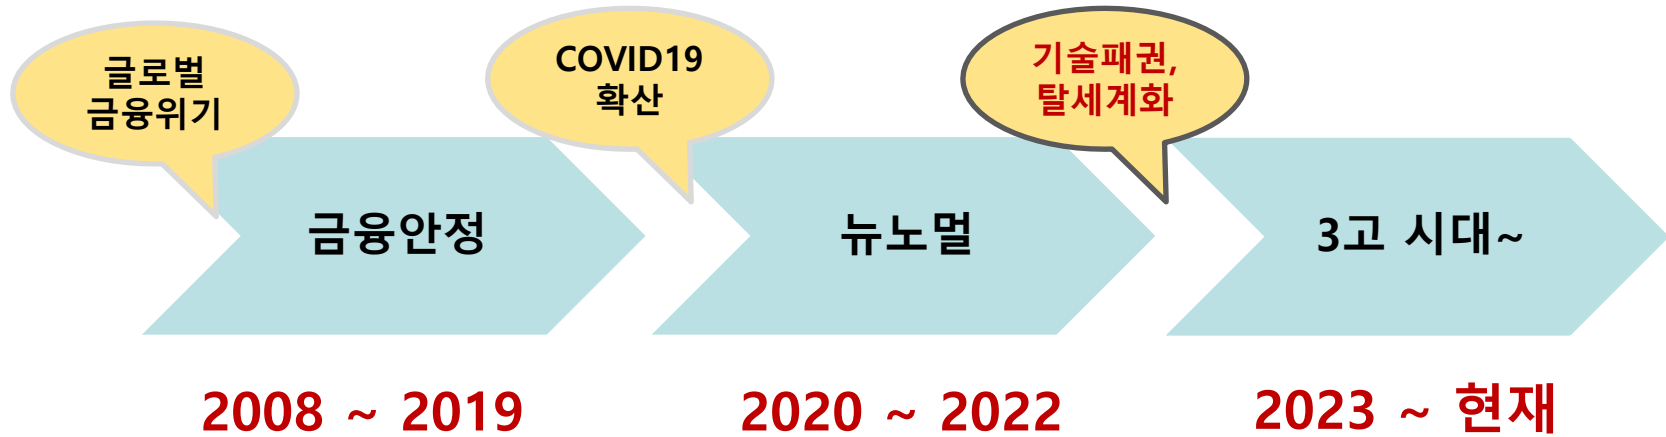 글로벌
금융위기
COVID19
확산
기술패권,
탈세계화
금융안정
뉴노멀
3고 시대~
2008 ~ 2019
2020 ~ 2022
2023 ~ 현재